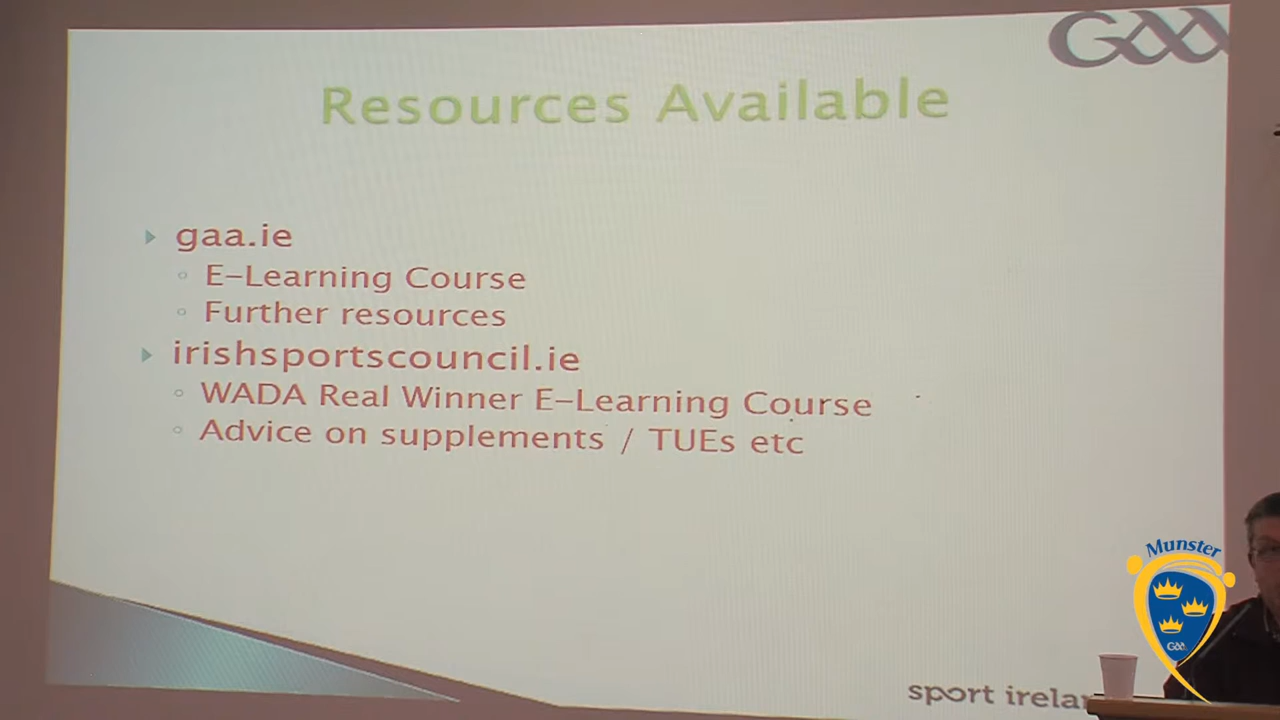 GAA
Resources Available
gaa.ie
E-Learning Course
Further resources
irishsportscouncil.ie
WADA Real Winner E-Learning Course
Advice on supplements / TUEs etc
sport irela
Munster
GAA